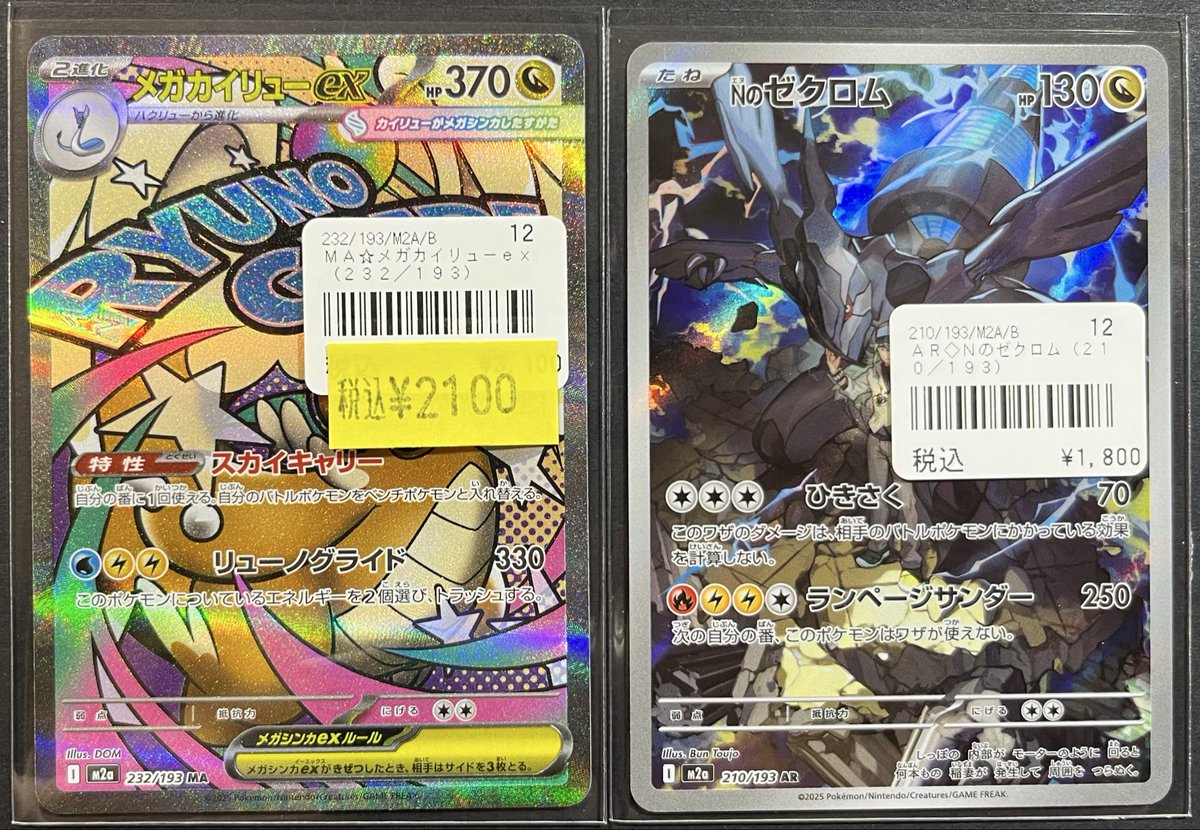 2進化
メガカイリューex
HP 370
ハクリューから進化
カイリューがメガシンカしたすがた
RYUNO
232/193/M2A/B 12
MA☆メガカイリューex
(232/193)
税込¥2100
特性 とくせい スカイキャリー
自分の番に1回使える。自分のバトルポケモンをベンチポケモンと入れ替える。
リューノグライド 330
このポケモンについているエネルギーを2個選び、トラッシュする。
弱点 抵抗力 にげる
メガシンカexルール
メガシンカexがきぜつしたとき、相手はサイドを3枚とる。
Illus. DOM
I m2a 232/193 MA
©2025 Pokémon/Nintendo/Creatures/GAME FREAK.
たね
Nのゼクロム
HP 130
210/193/M2A/B 12
AR◇Nのゼクロム(21
0/193)
税込 ¥1,800
ひきさく 70
このワザのダメージは、相手のバトルポケモンにかかっている効果
を計算しない。
ランページサンダー 250
次の自分の番、このポケモンはワザが使えない。
弱点 抵抗力 にげる
Illus. Bun Toujo
I m2a 210/193 AR
しっぽの 内部が モーターのように 回ると
何本もの 稲妻が 発生して 周囲を つらぬく。
©2025 Pokémon/Nintendo/Creatures/GAME FREAK.